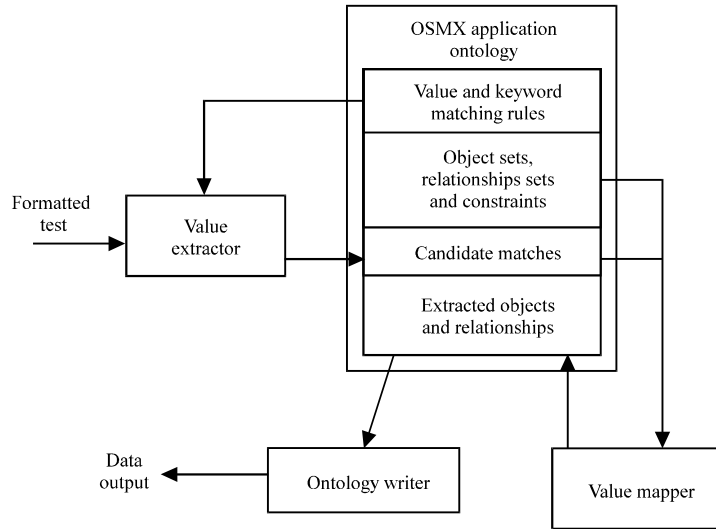 OSMX application
ontology
Value and keyword
matching rules
Object sets,
relationships sets
and constraints
Formatted
test
Value
extractor
Candidate matches
Extracted objects
and relationships
Data
output
Ontology writer
Value mapper